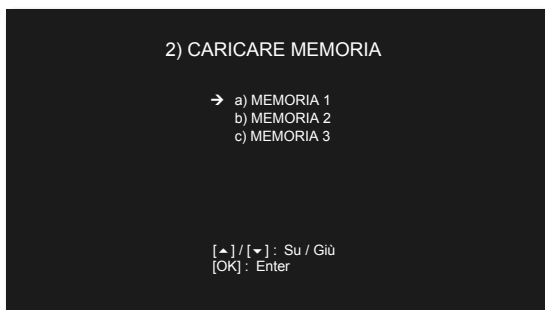 2) CARICARE MEMORIA
➔ a) MEMORIA 1
b) MEMORIA 2
c) MEMORIA 3
[▲] / [▼] : Su / Giù
[OK] : Enter